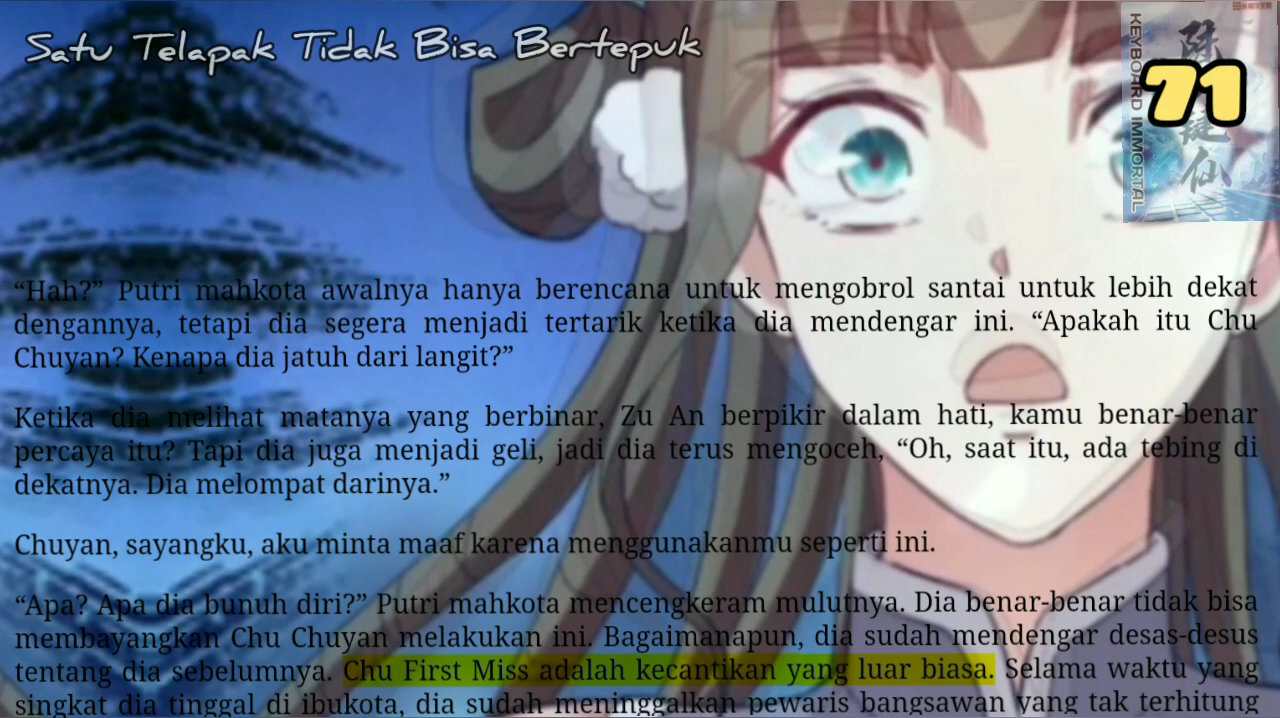 Satu Telapak Tidak Bisa Bertepuk
71
KEYBOARD IMMORTAL
“Hah?” Putri mahkota awalnya hanya berencana untuk mengobrol santai untuk lebih dekat
dengannya, tetapi dia segera menjadi tertarik ketika dia mendengar ini. “Apakah itu Chu
Chuyan? Kenapa dia jatuh dari langit?”
Ketika dia melihat matanya yang berbinar, Zu An berpikir dalam hati, kamu benar-benar
percaya itu? Tapi dia juga menjadi geli, jadi dia terus mengoceh, “Oh, saat itu, ada tebing di
dekatnya. Dia melompat darinya.”
Chuyan, sayangku, aku minta maaf karena menggunakanmu seperti ini.
“Apa? Apa dia bunuh diri?” Putri mahkota mencengkeram mulutnya. Dia benar-benar tidak bisa
membayangkan Chu Chuyan melakukan ini. Bagaimanapun, dia sudah mendengar desas-desus
tentang dia sebelumnya. Chu First Miss adalah kecantikan yang luar biasa. Selama waktu yang
singkat dia tinggal di ibukota, dia sudah meninggalkan pewaris bangsawan yang tak terhitung